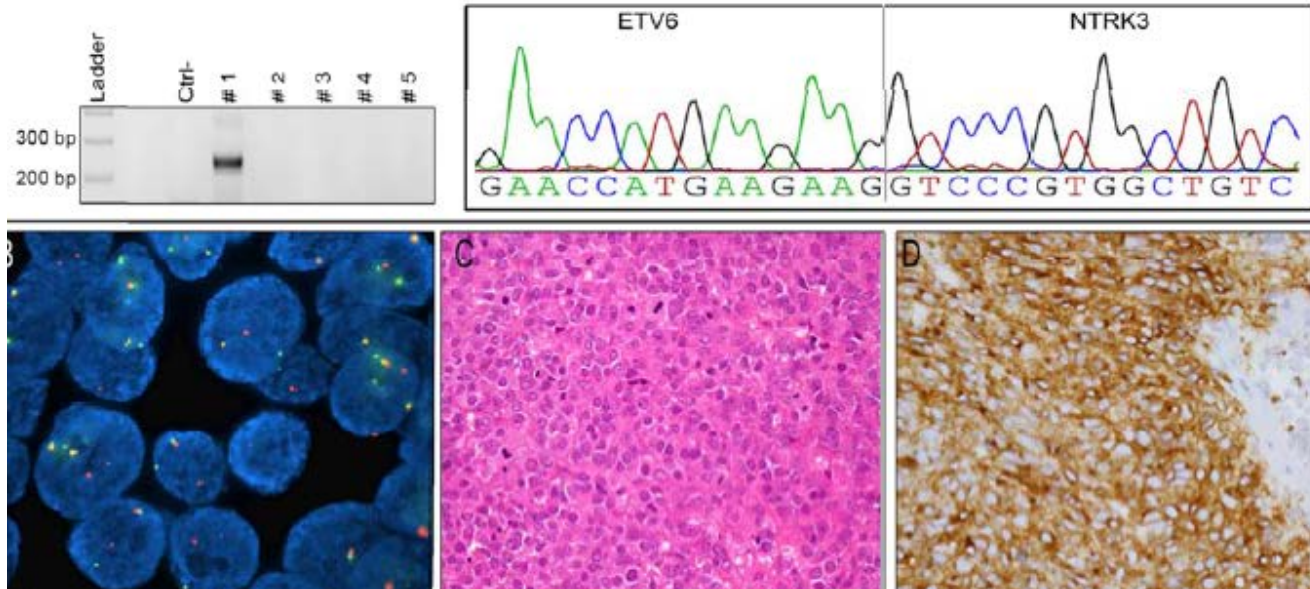 Ladder
Ctrl-
# 1
# 2
# 3
# 4
# 5
300 bp
200 bp
ETV6
NTRK3
GAACCATGAAGAAGGTCCCGTGGCTGTC
C
D